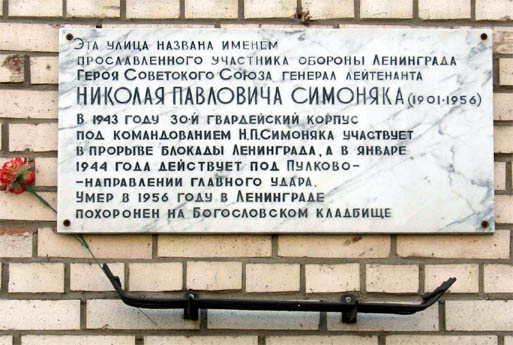 Эта улица названа именем
прославленного участника обороны Ленинграда
Героя Советского Союза генерал лейтенанта
Николая Павловича Симоняка (1901-1956)
В 1943 году 30-й гвардейский корпус
под командованием Н.П.Симоняка участвует
в прорыве блокады Ленинграда, а в январе
1944 года действует под Пулково-
-направлении главного удара.
Умер в 1956 году в Ленинграде
похоронен на Богословском кладбище